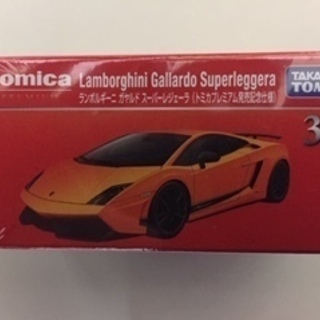 tomica Lamborghini Gallardo Superleggera
PREMIUM ランボルギーニ ガヤルド スーパーレジェーラ(トミカプレミアム発売記念仕様)
TAKARA
TOMY
3